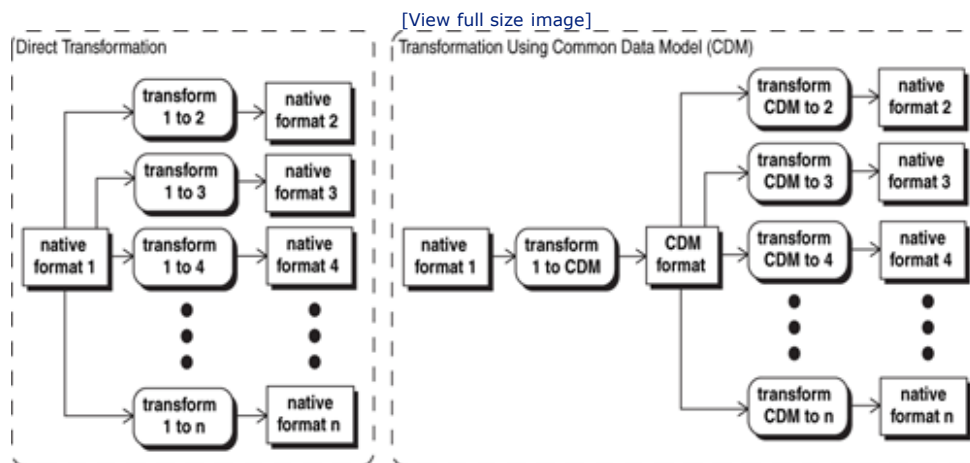 [View full size image]
Direct Transformation
transform
1 to 2
native
format 2
transform
1 to 3
native
format 3
native
format 1
transform
1 to 4
native
format 4
transform
1 to n
native
format n
Transformation Using Common Data Model (CDM)
transform
CDM to 2
native
format 2
transform
CDM to 3
native
format 3
native
format 1
transform
1 to CDM
CDM
format
transform
CDM to 4
native
format 4
transform
CDM to n
native
format n